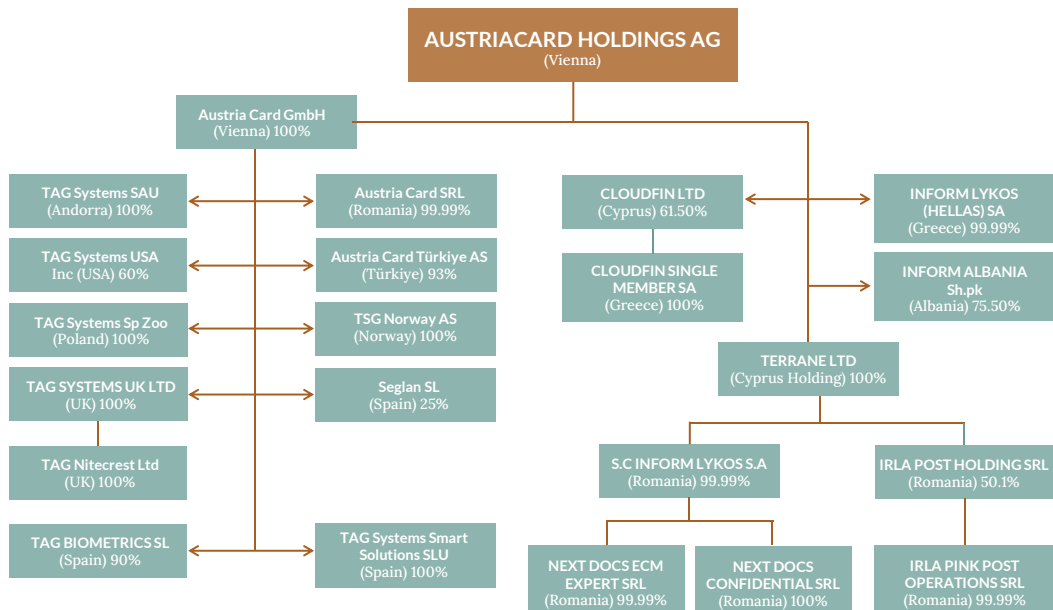 AUSTRIACARD HOLDINGS AG
(Vienna)
Austria Card GmbH
(Vienna) 100%
TAG Systems SAU
(Andorra) 100%
Austria Card SRL
(Romania) 99.99%
TAG Systems USA
Inc (USA) 60%
Austria Card Türkiye AS
(Türkiye) 93%
TAG Systems Sp Zoo
(Poland) 100%
TSG Norway AS
(Norway) 100%
TAG SYSTEMS UK LTD
(UK) 100%
Seglan SL
(Spain) 25%
TAG Nitecrest Ltd
(UK) 100%
TAG BIOMETRICS SL
(Spain) 90%
TAG Systems Smart
Solutions SLU
(Spain) 100%
CLOUDFIN LTD
(Cyprus) 61.50%
INFORM LYKOS
(HELLAS) SA
(Greece) 99.99%
CLOUDFIN SINGLE
MEMBER SA
(Greece) 100%
INFORM ALBANIA
Sh.pk
(Albania) 75.50%
TERRANE LTD
(Cyprus Holding) 100%
S.C INFORM LYKOS S.A
(Romania) 99.99%
IRLA POST HOLDING SRL
(Romania) 50.1%
NEXT DOCS ECM
EXPERT SRL
(Romania) 99.99%
NEXT DOCS
CONFIDENTIAL SRL
(Romania) 100%
IRLA PINK POST
OPERATIONS SRL
(Romania) 99.99%